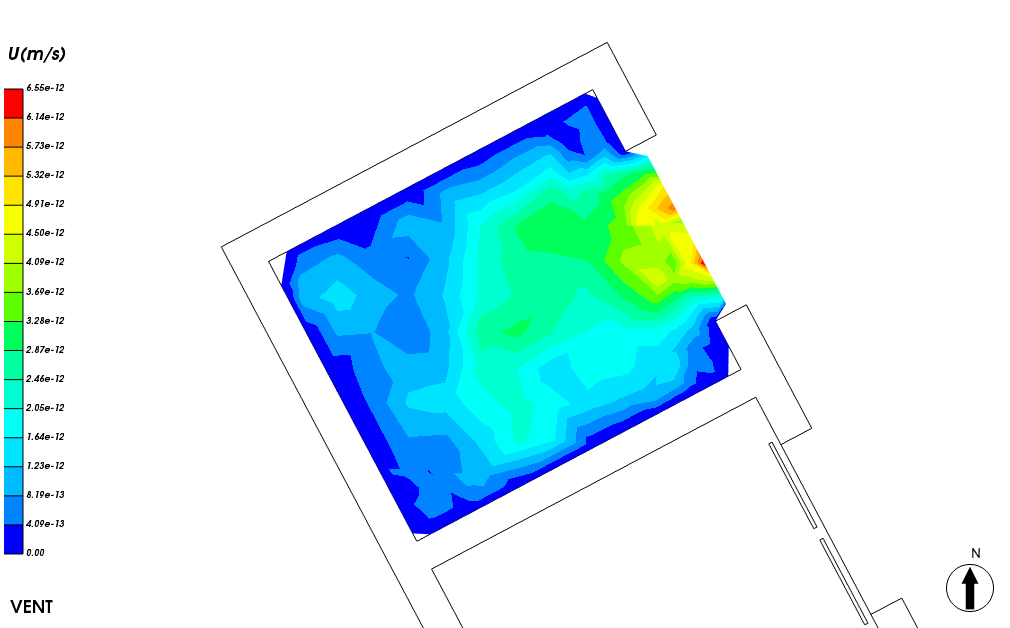 U(m/s)
6.55e-12
6.14e-12
5.73e-12
5.32e-12
4.91e-12
4.50e-12
4.09e-12
3.69e-12
3.28e-12
2.87e-12
2.46e-12
2.05e-12
1.64e-12
1.23e-12
8.19e-13
4.09e-13
0.00
N
VENT